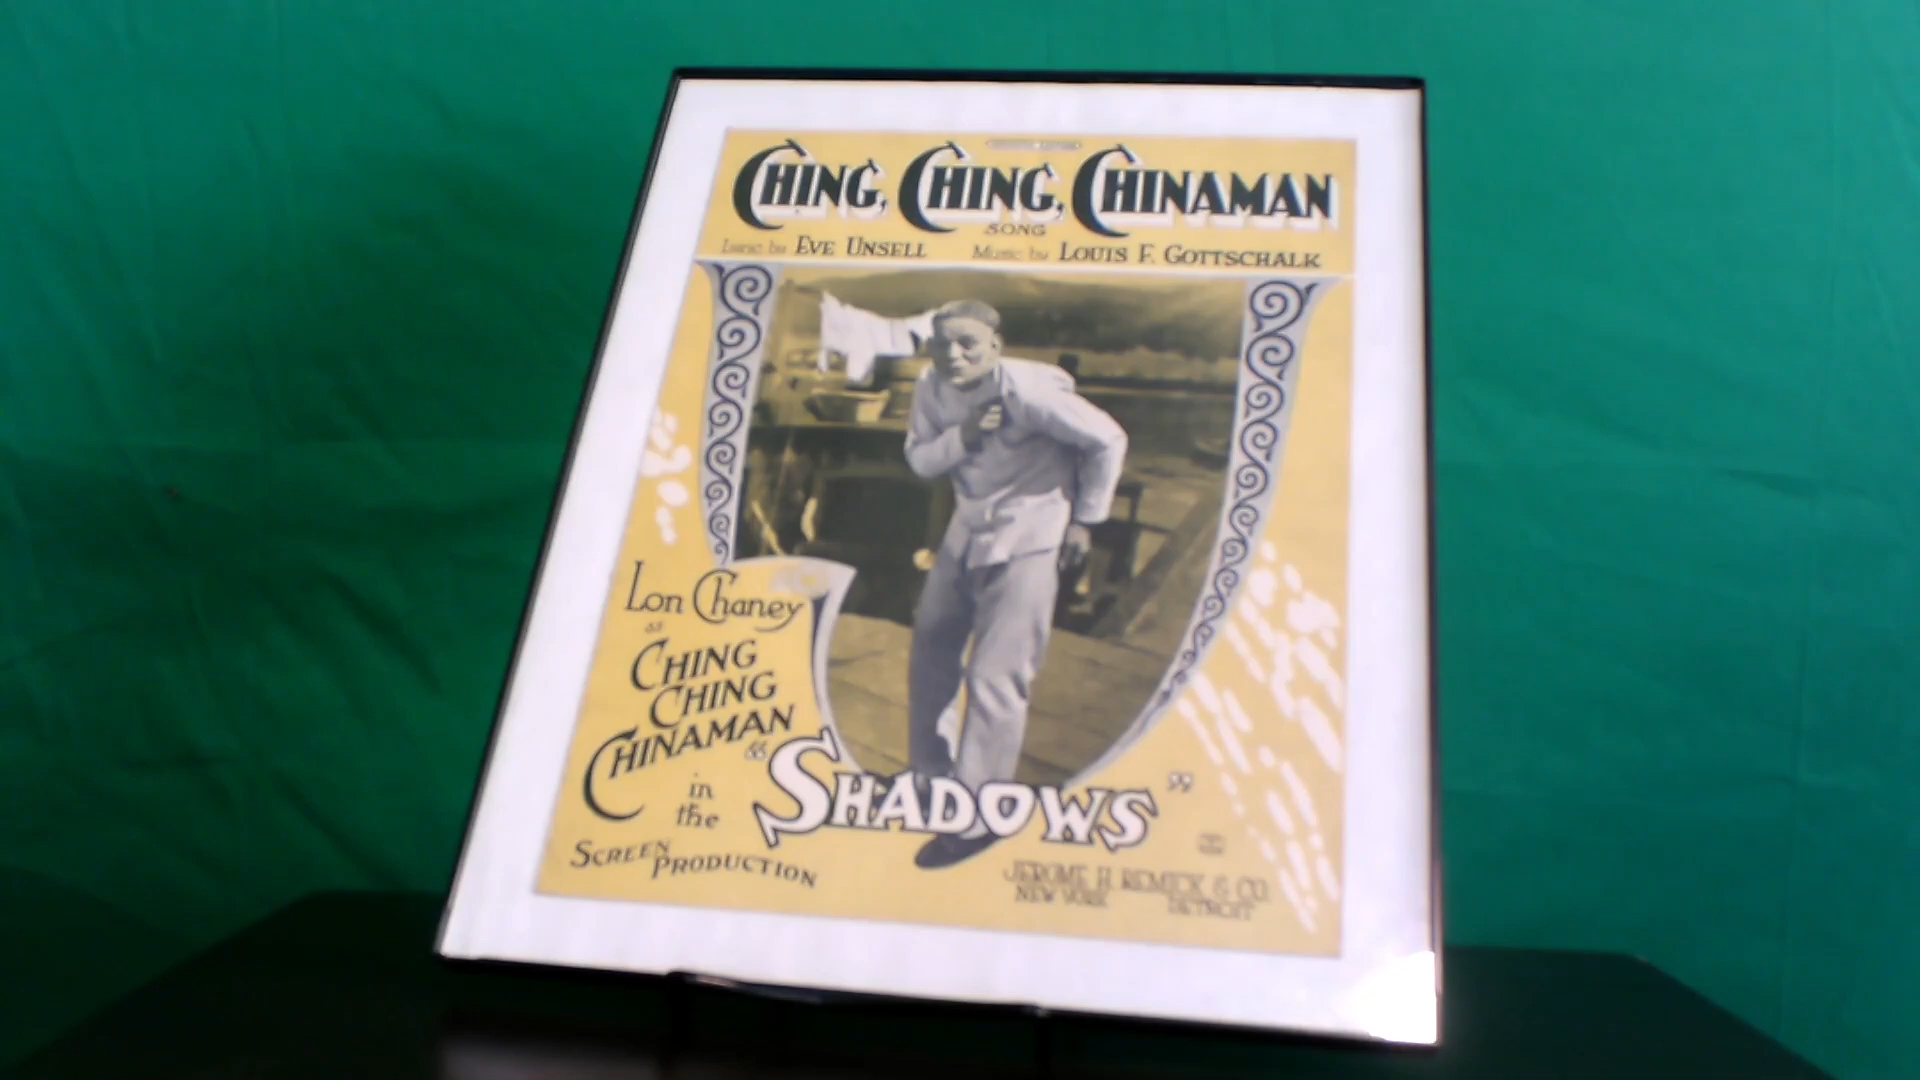 CHING, CHING, CHINAMAN
SONG
Lyric by EVE UNSELL Music by LOUIS F. GOTTSCHALK
Lon Chaney
as
CHING
CHING
CHINAMAN
in
the
"SHADOWS"
SCREEN
PRODUCTION
JEROME H. REMICK & CO.
NEW YORK DETROIT